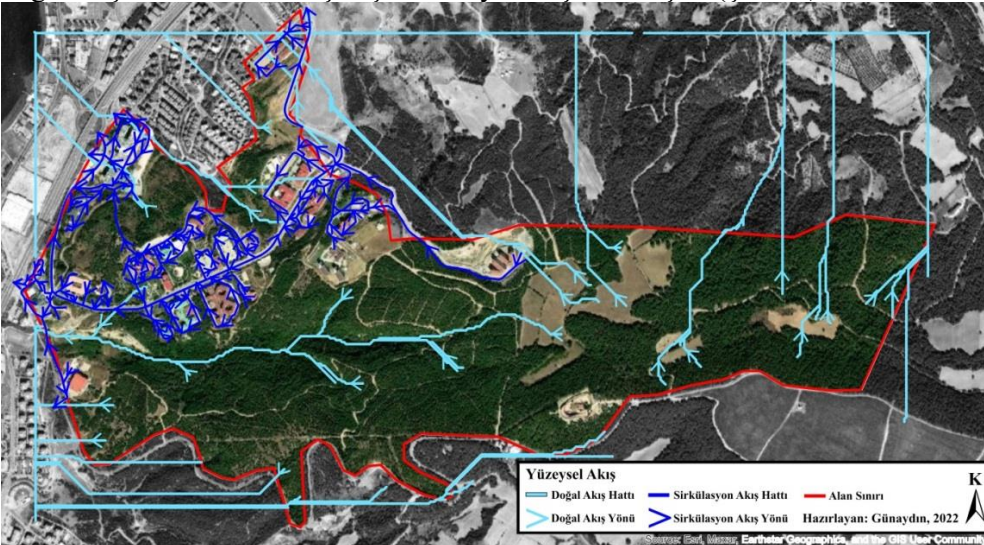 Yüzeysel Akış
Doğal Akış Hattı
Sirkülasyon Akış Hattı
Alan Sınırı
K
Doğal Akış Yönü
Sirkülasyon Akış Yönü
Hazırlayan: Günaydın, 2022
Source: Esri, Maxar, Earthstar Geographics, and the GIS User Community